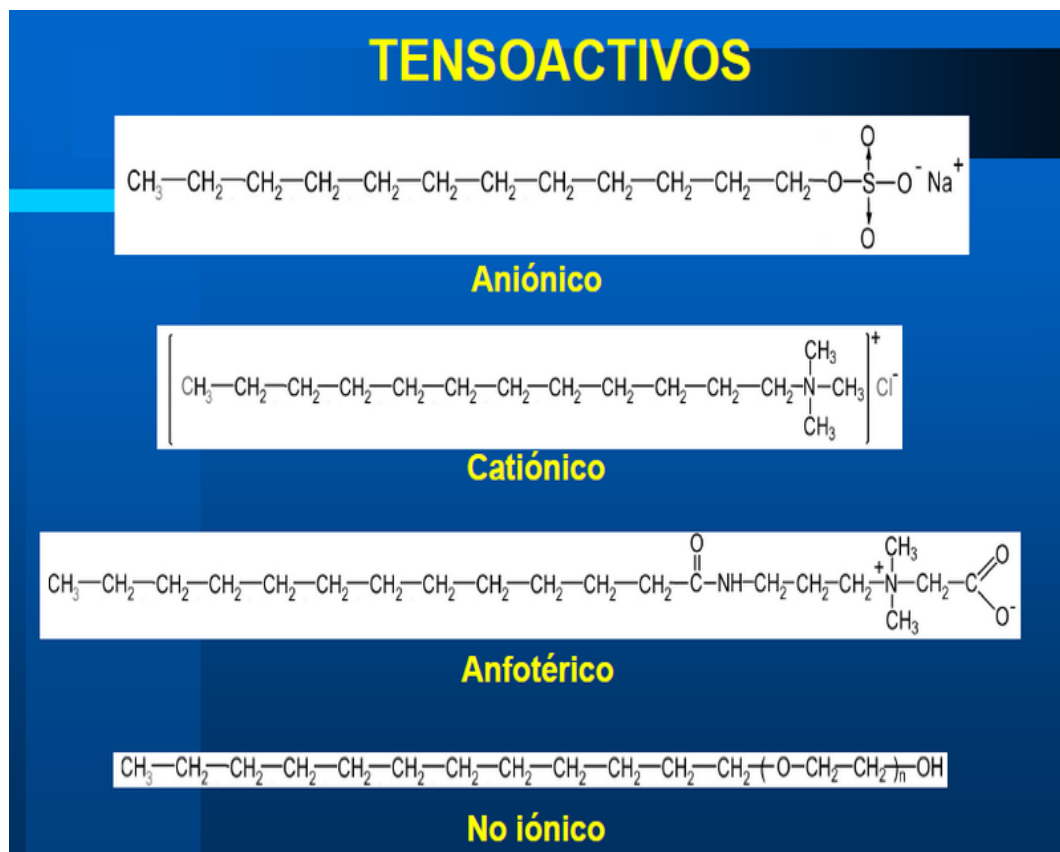 TENSOACTIVOS
O
CH₃—CH₂—CH₂—CH₂—CH₂—CH₂—CH₂—CH₂—CH₂—CH₂—CH₂—CH₂—O—S—O⁻ Na⁺
O
Aniónico
CH₃ +
CH₃—CH₂—CH₂—CH₂—CH₂—CH₂—CH₂—CH₂—CH₂—CH₂—CH₂—CH₂—N—CH₃ Cl⁻
CH₃
Catiónico
O CH₃ O
CH₃—CH₂—CH₂—CH₂—CH₂—CH₂—CH₂—CH₂—CH₂—CH₂—CH₂—CH₂—C—NH—CH₂—CH₂—CH₂—N⁺—CH₂—C
CH₃ O⁻
Anfotérico
CH₃—CH₂—CH₂—CH₂—CH₂—CH₂—CH₂—CH₂—CH₂—CH₂—CH₂—CH₂—(O—CH₂—CH₂)ₙ—OH
No iónico